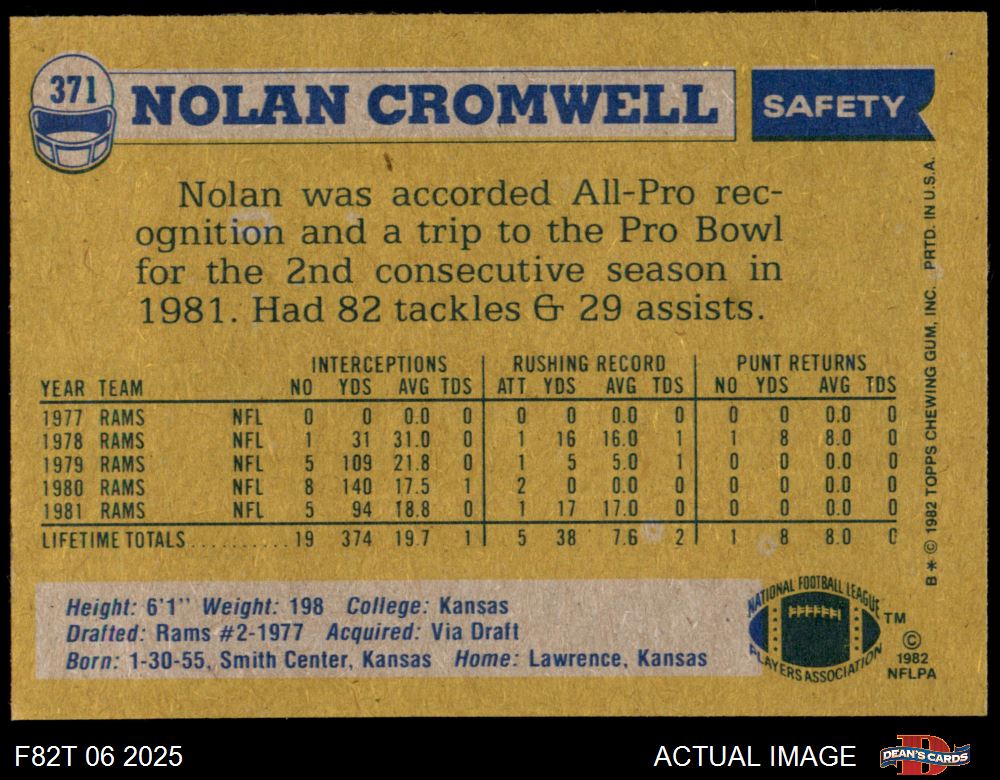 371
NOLAN CROMWELL
SAFETY
Nolan was accorded All-Pro rec-
ognition and a trip to the Pro Bowl
for the 2nd consecutive season in
1981. Had 82 tackles & 29 assists.
INTERCEPTIONS RUSHING RECORD PUNT RETURNS
YEAR TEAM NO YDS AVG TDS ATT YDS AVG TDS NO YDS AVG TDS
1977 RAMS NFL 0 0 0.0 0 0 0 0.0 0 0 0 0.0 0
1978 RAMS NFL 1 31 31.0 0 1 16 16.0 1 1 8 8.0 0
1979 RAMS NFL 5 109 21.8 0 1 5 5.0 1 0 0 0.0 0
1980 RAMS NFL 8 140 17.5 1 2 0 0.0 0 0 0 0.0 0
1981 RAMS NFL 5 94 18.8 0 1 17 17.0 0 0 0 0.0 0
LIFETIME TOTALS.......... 19 374 19.7 1 5 38 7.6 2 1 8 8.0 0
Height: 6'1" Weight: 198 College: Kansas
Drafted: Rams #2-1977 Acquired: Via Draft
Born: 1-30-55, Smith Center, Kansas Home: Lawrence, Kansas
NATIONAL FOOTBALL LEAGUE
PLAYERS ASSOCIATION
TM
©
1982
NFLPA
B * © 1982 TOPPS CHEWING GUM, INC. PRTD. IN U.S.A.
F82T 06 2025
ACTUAL IMAGE
DEAN'S CARDS